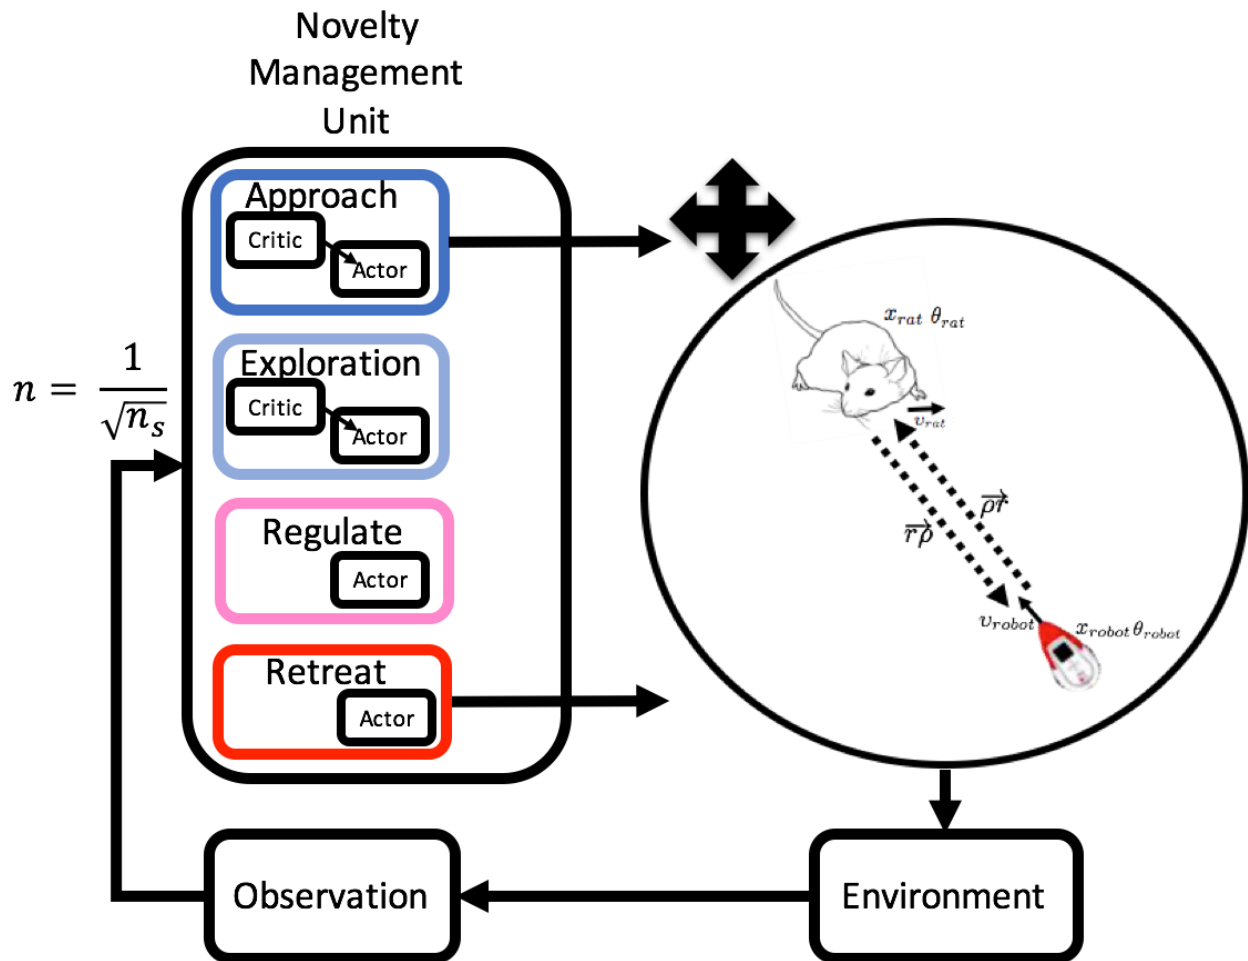 Novelty
Management
Unit
Approach
Critic
Actor
Exploration
Critic
Actor
Regulate
Actor
Retreat
Actor
n = 1/√n_s
x_rat θ_rat
v_rat
ρr
rρ
v_robot
x_robot θ_robot
Observation
Environment